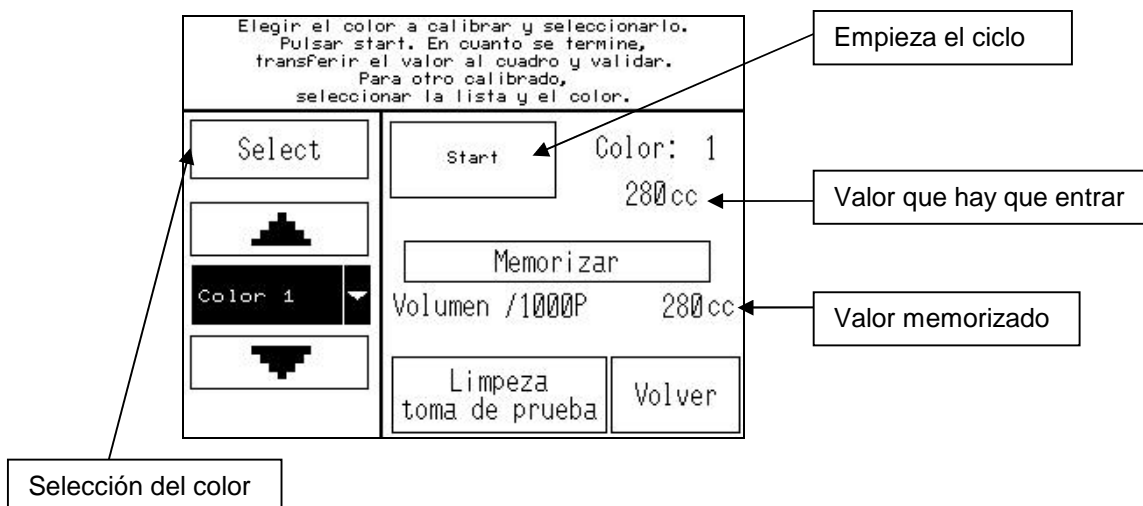 Elegir el color a calibrar y seleccionarlo.
Pulsar start. En cuanto se termine,
transferir el valor al cuadro y validar.
Para otro calibrado,
seleccionar la lista y el color.
Empieza el ciclo
Select
Start
Color: 1
280cc
Valor que hay que entrar
Memorizar
Color 1
Volumen /1000P 280cc
Valor memorizado
Limpeza
toma de prueba
Volver
Selección del color